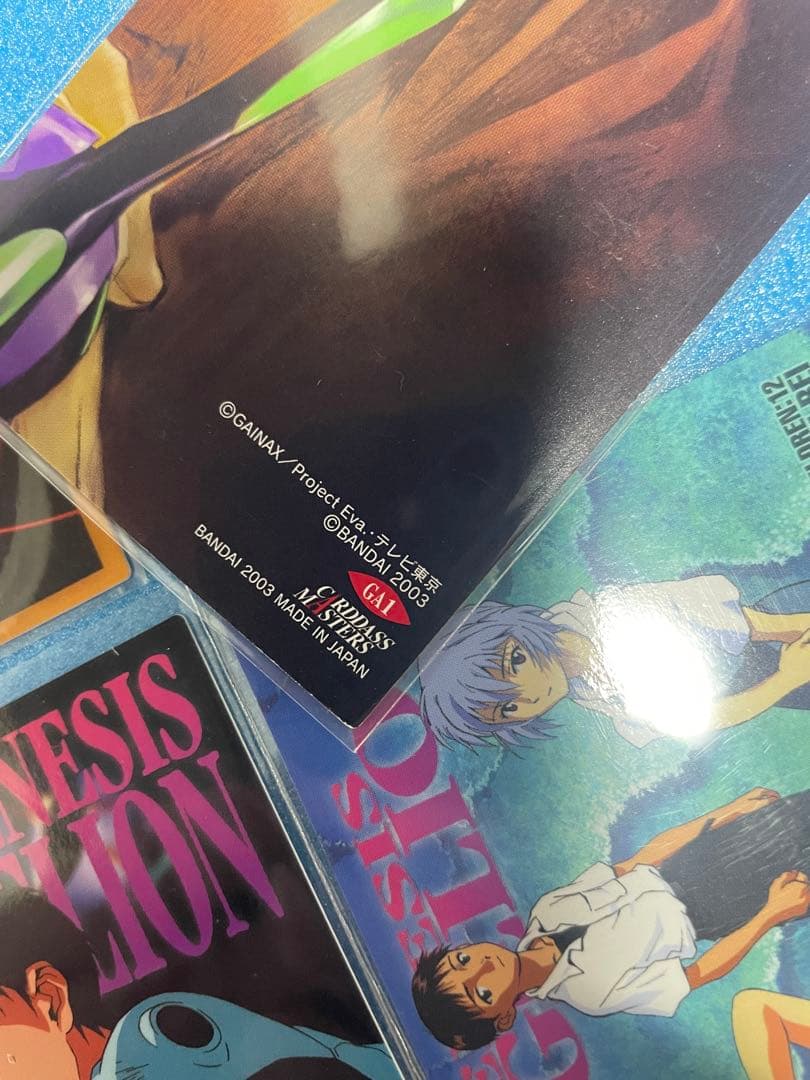 ©GAINAX／Project Eva.・テレビ東京
©BANDAI 2003
GA1
CARDDASS
MASTERS
BANDAI 2003 MADE IN JAPAN
NESIS
LION
ESIS